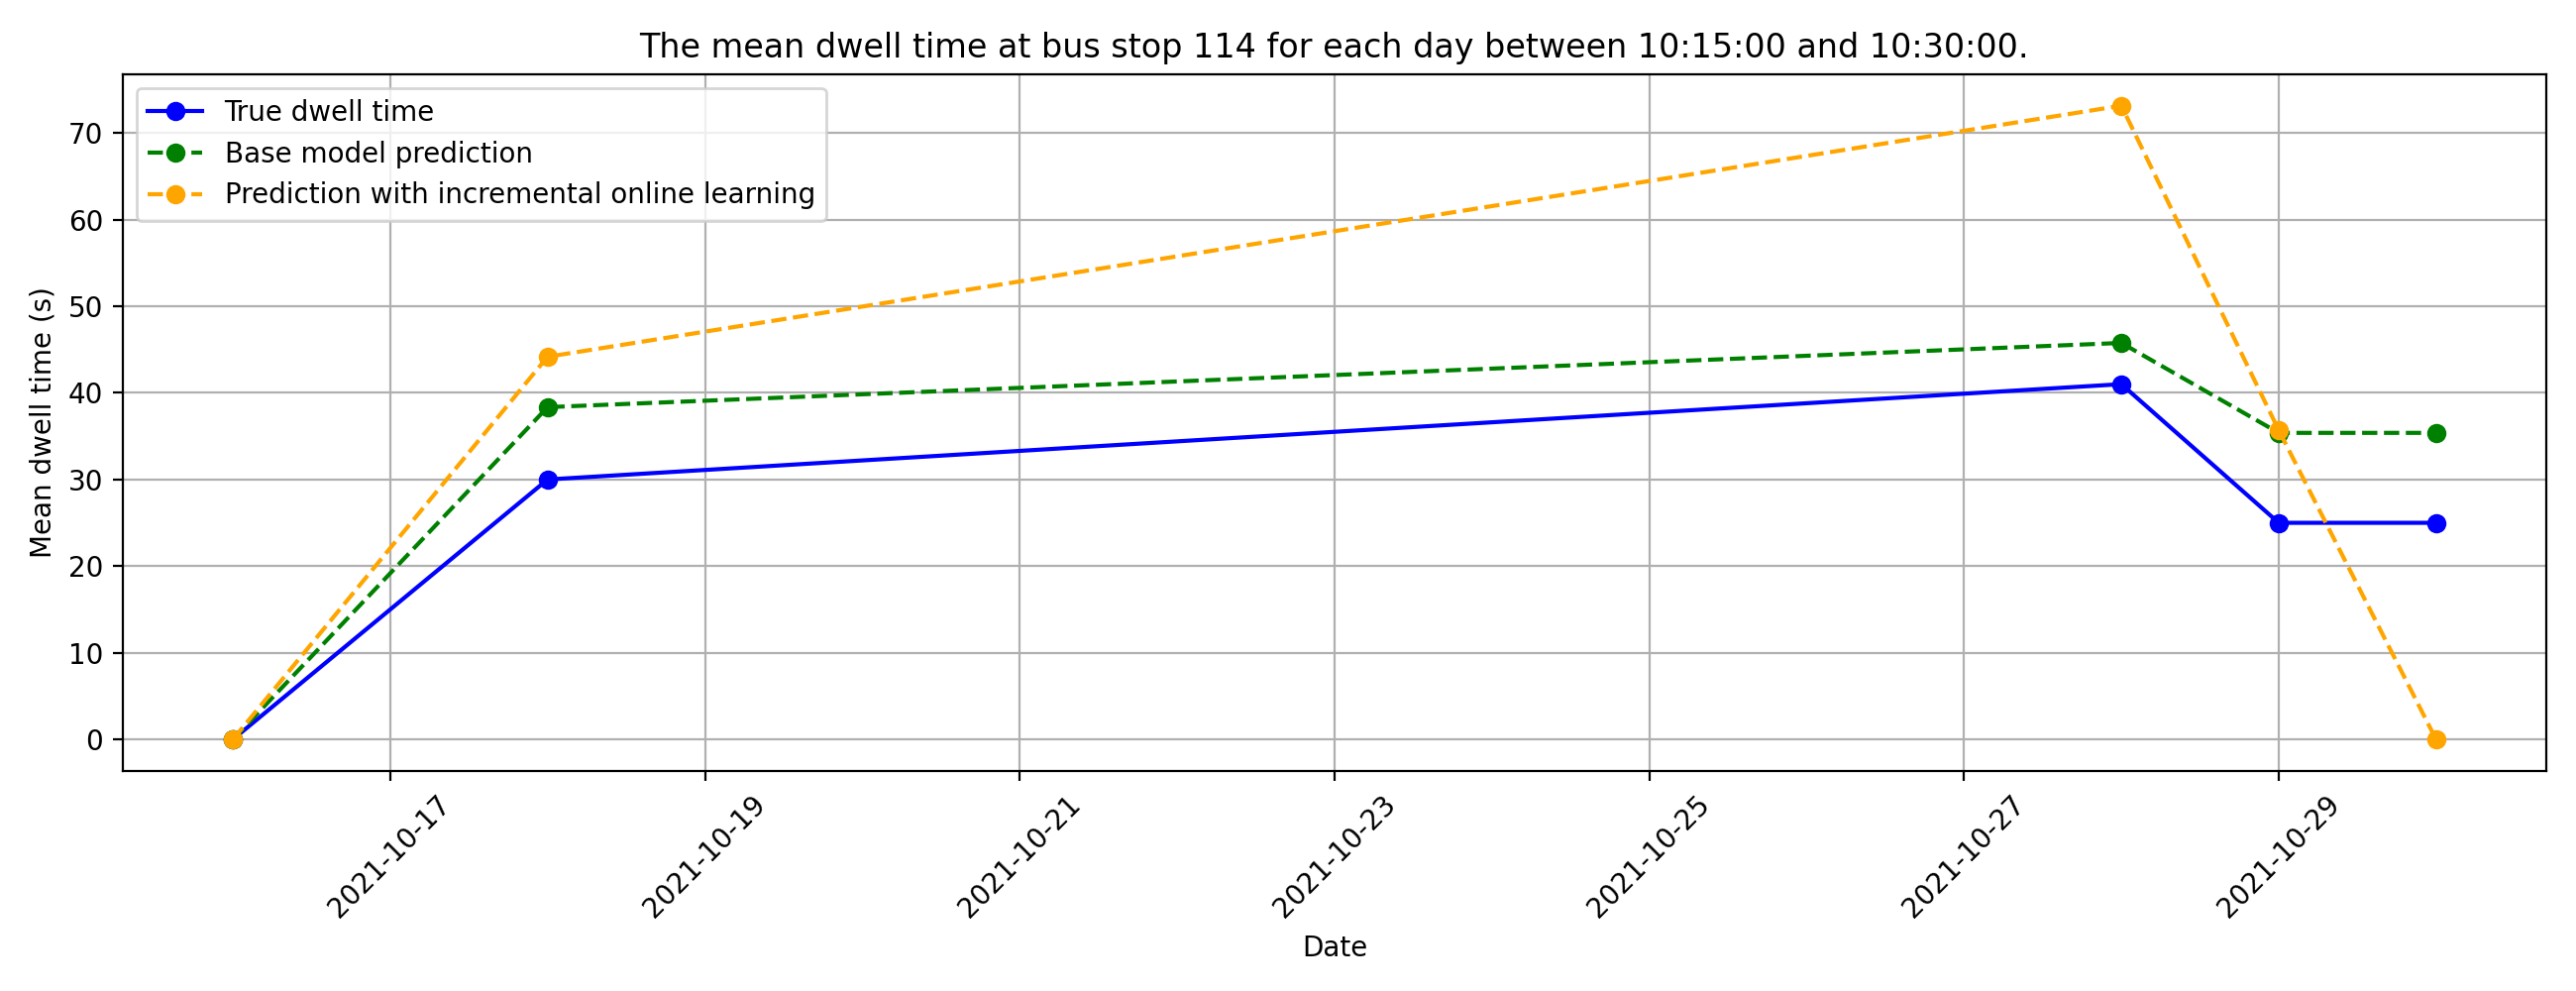 The mean dwell time at bus stop 114 for each day between 10:15:00 and 10:30:00.
True dwell time
Base model prediction
Prediction with incremental online learning
Mean dwell time (s)
70
60
50
40
30
20
10
0
2021-10-17
2021-10-19
2021-10-21
2021-10-23
2021-10-25
2021-10-27
2021-10-29
Date